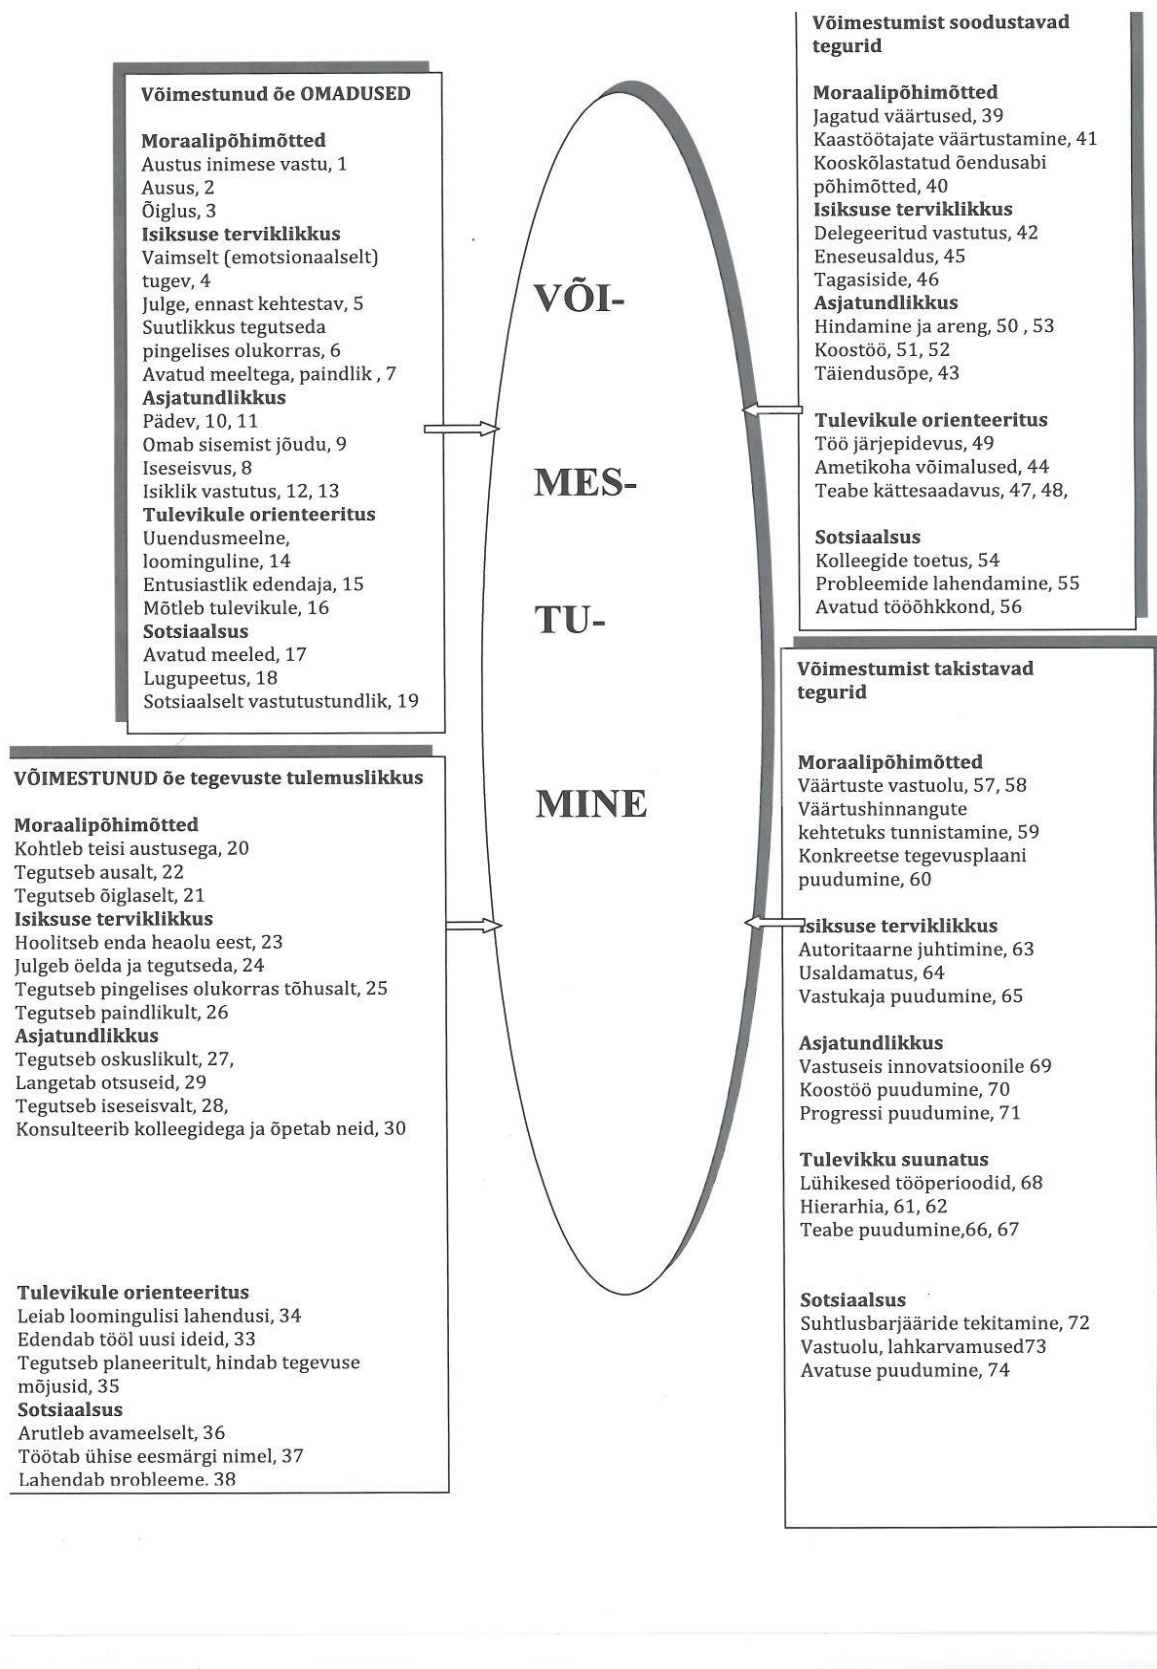 Võimestunud õe OMADUSED
Moraalipõhimõtted
Austus inimese vastu, 1
Ausus, 2
Õiglus, 3
Isiksuse terviklikkus
Vaimselt (emotsionaalselt)
tugev, 4
Julge, ennast kehtestav, 5
Suutlikkus tegutseda
pingelises olukorras, 6
Avatud meeltega, paindlik , 7
Asjatundlikkus
Pädev, 10, 11
Omab sisemist jõudu, 9
Iseseisvus, 8
Isiklik vastutus, 12, 13
Tulevikule orienteeritus
Uuendusmeelne,
loominguline, 14
Entusiastlik edendaja, 15
Mõtleb tulevikule, 16
Sotsiaalsus
Avatud meeled, 17
Lugupeetus, 18
Sotsiaalselt vastutustundlik, 19
VÕIMESTUNUD õe tegevuste tulemuslikkus
Moraalipõhimõtted
Kohtleb teisi austusega, 20
Tegutseb ausalt, 22
Tegutseb õiglaselt, 21
Isiksuse terviklikkus
Hoolitseb enda heaolu eest, 23
Julgeb öelda ja tegutseda, 24
Tegutseb pingelises olukorras tõhusalt, 25
Tegutseb paindlikult, 26
Asjatundlikkus
Tegutseb oskuslikult, 27,
Langetab otsuseid, 29
Tegutseb iseseisvalt, 28,
Konsulteerib kolleegidega ja õpetab neid, 30
Tulevikule orienteeritus
Leiab loomingulisi lahendusi, 34
Edendab tööl uusi ideid, 33
Tegutseb planeeritult, hindab tegevuse
mõjusid, 35
Sotsiaalsus
Arutleb avameelselt, 36
Töötab ühise eesmärgi nimel, 37
Lahendab probleeme. 38
VÕI-
MES-
TU-
MINE
Võimestumist soodustavad
tegurid
Moraalipõhimõtted
Jagatud väärtused, 39
Kaastöötajate väärtustamine, 41
Kooskõlastatud õendusabi
põhimõtted, 40
Isiksuse terviklikkus
Delegeeritud vastutus, 42
Eneseusaldus, 45
Tagasiside, 46
Asjatundlikkus
Hindamine ja areng, 50 , 53
Koostöö, 51, 52
Täiendusõpe, 43
Tulevikule orienteeritus
Töö järjepidevus, 49
Ametikoha võimalused, 44
Teabe kättesaadavus, 47, 48,
Sotsiaalsus
Kolleegide toetus, 54
Probleemide lahendamine, 55
Avatud tööõhkkond, 56
Võimestumist takistavad
tegurid
Moraalipõhimõtted
Väärtuste vastuolu, 57, 58
Väärtushinnangute
kehtetuks tunnistamine, 59
Konkreetse tegevusplaani
puudumine, 60
Isiksuse terviklikkus
Autoritaarne juhtimine, 63
Usaldamatus, 64
Vastukaja puudumine, 65
Asjatundlikkus
Vastuseis innovatsioonile 69
Koostöö puudumine, 70
Progressi puudumine, 71
Tulevikku suunatus
Lühikesed tööperioodid, 68
Hierarhia, 61, 62
Teabe puudumine,66, 67
Sotsiaalsus
Suhtlusbarjääride tekitamine, 72
Vastuolu, lahkarvamused73
Avatuse puudumine, 74